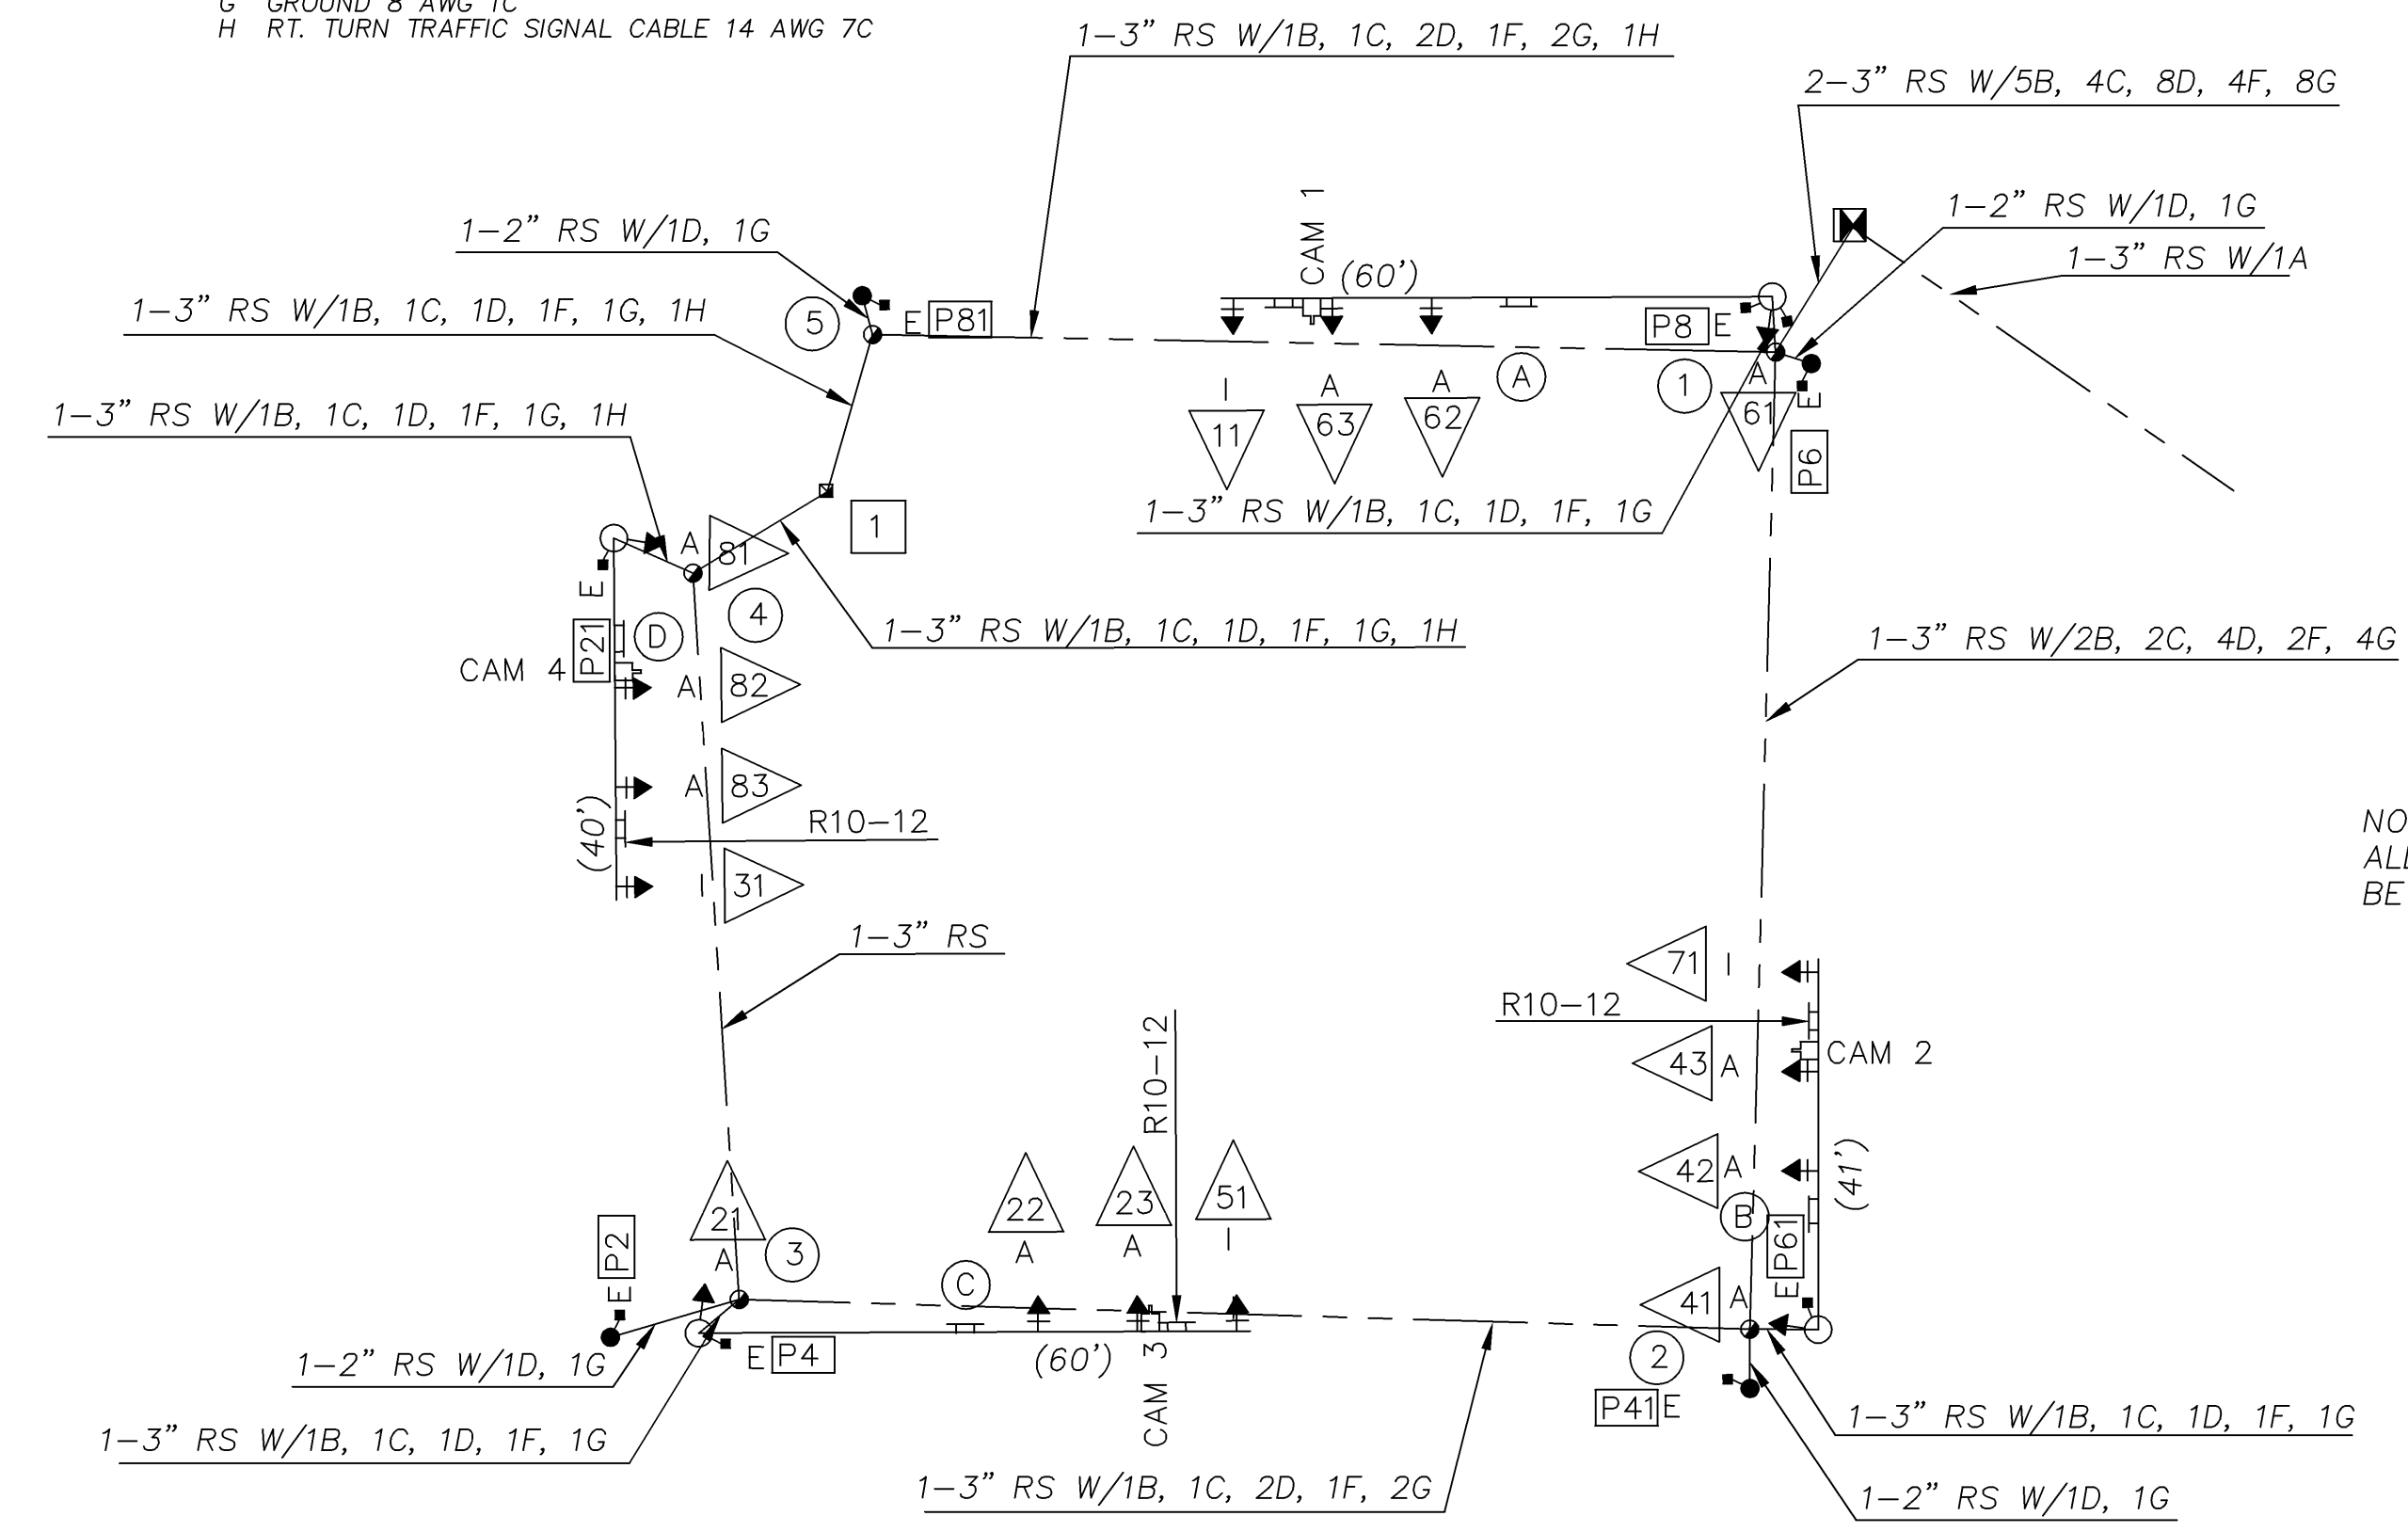 G GROUND 8 AWG 1C
H RT. TURN TRAFFIC SIGNAL CABLE 14 AWG 7C
1-3" RS W/1B, 1C, 2D, 1F, 2G, 1H
2-3" RS W/5B, 4C, 8D, 4F, 8G
1-2" RS W/1D, 1G
CAM 1
(60')
1-2" RS W/1D, 1G
1-3" RS W/1A
1-3" RS W/1B, 1C, 1D, 1F, 1G, 1H
5
E P81
P8 E
A
1
A
61
E
P6
I
A
A
11
63
62
1-3" RS W/1B, 1C, 1D, 1F, 1G, 1H
1-3" RS W/1B, 1C, 1D, 1F, 1G
1
A 81
E
4
D
P21
CAM 4
1-3" RS W/1B, 1C, 1D, 1F, 1G, 1H
1-3" RS W/2B, 2C, 4D, 2F, 4G
A 82
A 83
(40')
R10-12
I 31
NO
ALL
BE
1-3" RS
71 I
R10-12
43 A
CAM 2
42 A
(41')
B
P61
E
41 A
2
P41 E
R10-12
22
23
51
A
A
I
21
A
3
P2
E
C
E P4
(60')
CAM 3
1-2" RS W/1D, 1G
1-3" RS W/1B, 1C, 1D, 1F, 1G
1-3" RS W/1B, 1C, 1D, 1F, 1G
1-3" RS W/1B, 1C, 2D, 1F, 2G
1-2" RS W/1D, 1G